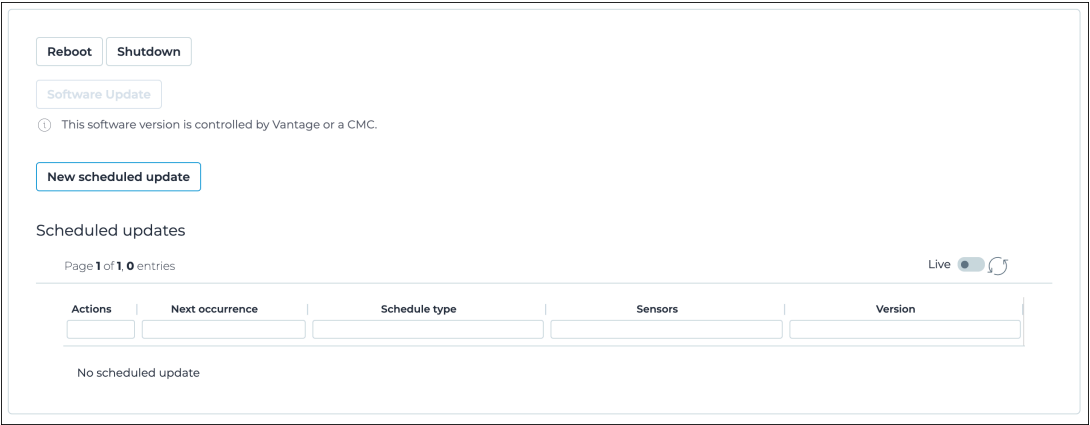 Reboot Shutdown
Software Update
This software version is controlled by Vantage or a CMC.
New scheduled update
Scheduled updates
Page 1 of 1, 0 entries
Live
Actions Next occurrence Schedule type Sensors Version
No scheduled update